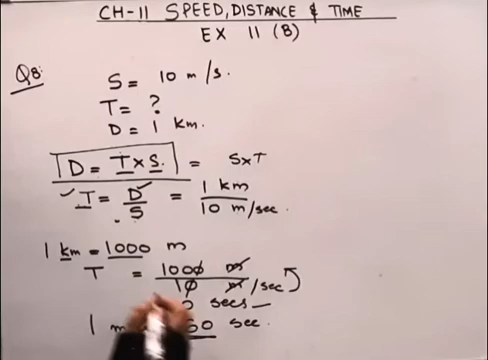 CH-11 SPEED, DISTANCE & TIME
EX 11 (B)
Q8:
S = 10 m/s.
T = ?
D = 1 km.
D = T x S. = S x T
✓ T = D/S = 1 km / 10 m/sec.
1 km = 1000 m
T = 1000 m / 10 m/sec
secs
1 60 sec.